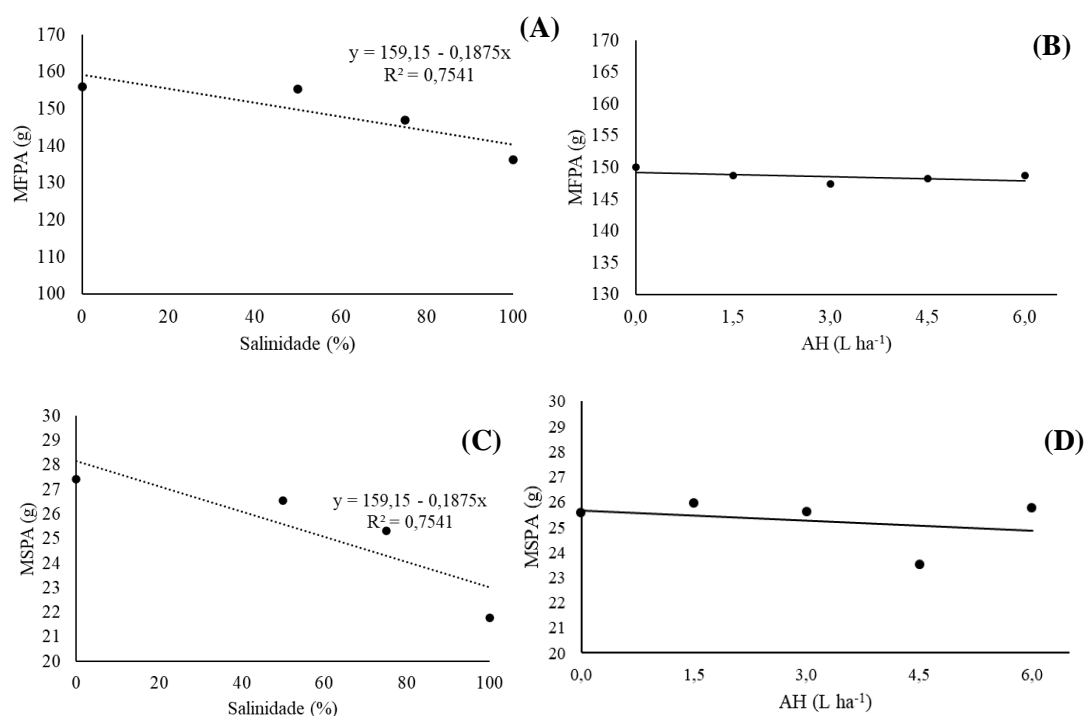 (A)
y = 159,15 - 0,1875x
R² = 0,7541
170
160
150
140
130
120
110
100
MFPA (g)
0 20 40 60 80 100
Salinidade (%)
(B)
170
165
160
155
150
145
140
135
130
MFPA (g)
0,0 1,5 3,0 4,5 6,0
AH (L ha⁻¹)
(C)
y = 159,15 - 0,1875x
R² = 0,7541
30
29
28
27
26
25
24
23
22
21
20
MSPA (g)
0 20 40 60 80 100
Salinidade (%)
(D)
30
29
28
27
26
25
24
23
22
21
20
MSPA (g)
0,0 1,5 3,0 4,5 6,0
AH (L ha⁻¹)